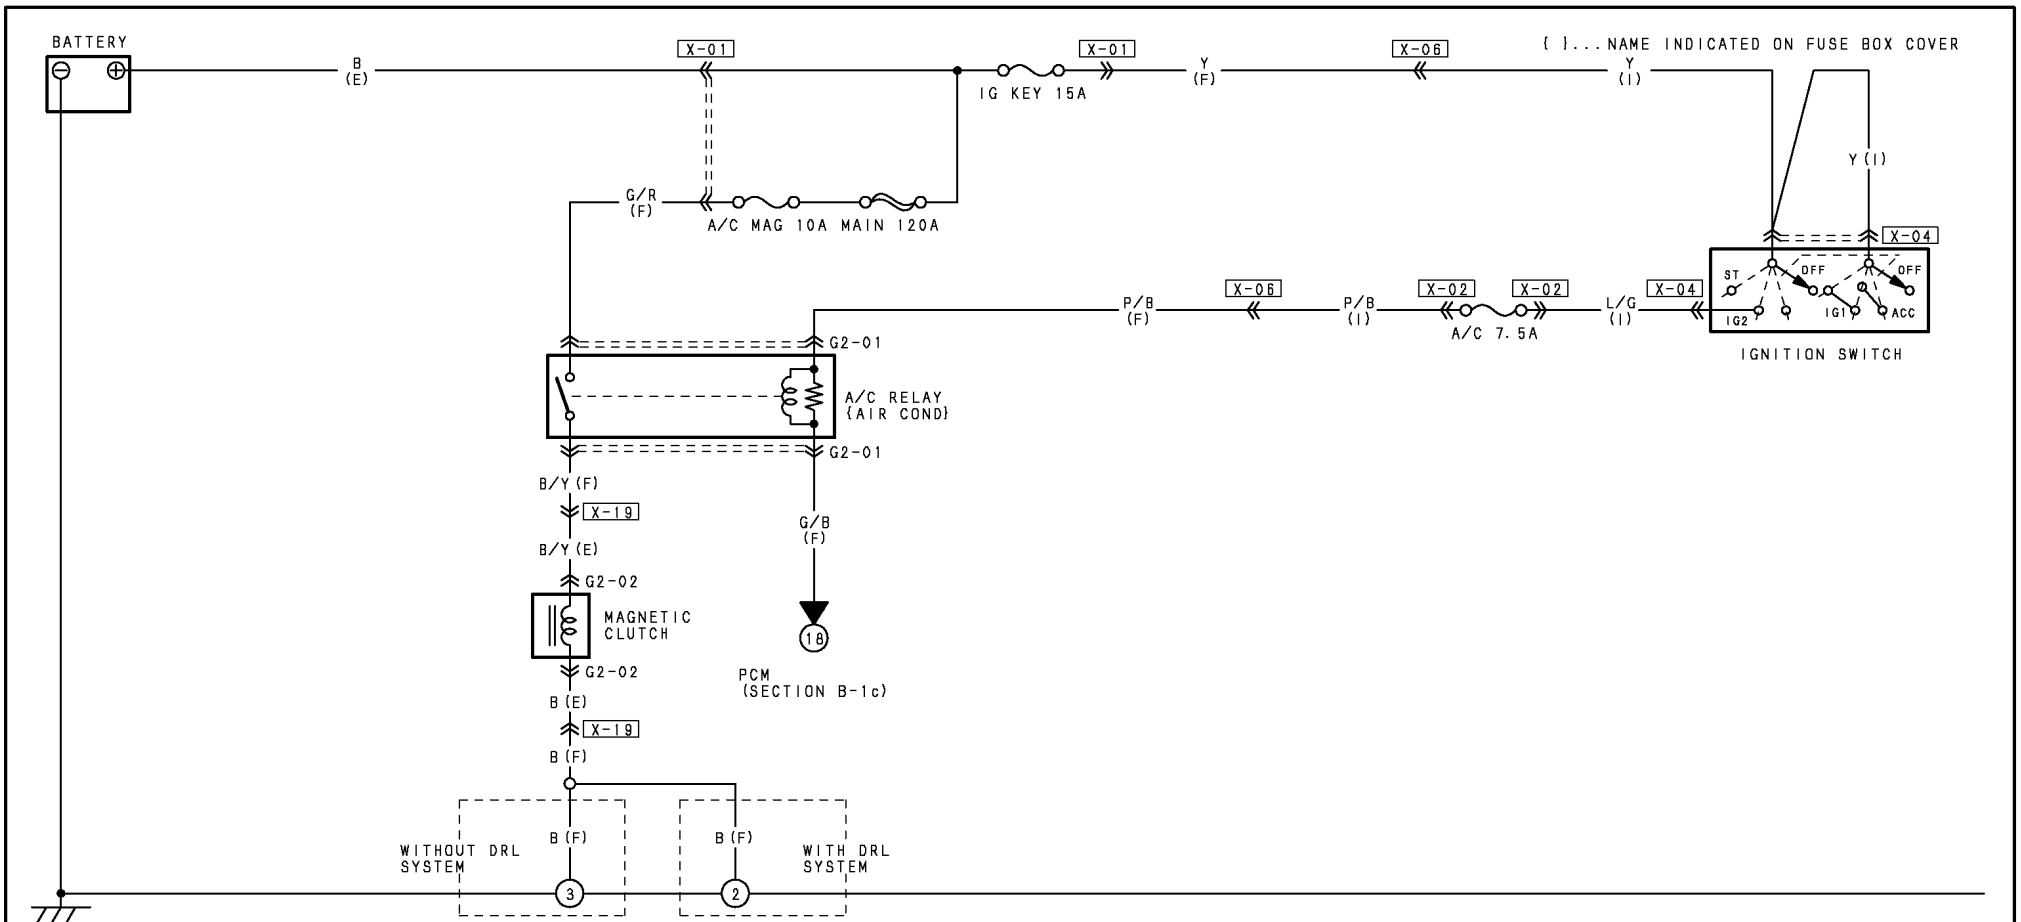 BATTERY
B
(E)
X-01
X-01
X-06
{ }...NAME INDICATED ON FUSE BOX COVER
IG KEY 15A
Y
(F)
Y
(I)
Y(I)
G/R
(F)
A/C MAG 10A MAIN 120A
X-04
ST
OFF
OFF
IG2
IG1
ACC
IGNITION SWITCH
P/B
(F)
X-06
P/B
(I)
X-02
X-02
A/C 7.5A
L/G
(I)
X-04
G2-01
A/C RELAY
{AIR COND}
G2-01
B/Y(F)
X-19
B/Y(E)
G/B
(F)
G2-02
MAGNETIC
CLUTCH
18
G2-02
PCM
(SECTION B-1c)
B(E)
X-19
B(F)
WITHOUT DRL
SYSTEM
B(F)
B(F)
WITH DRL
SYSTEM
3
2